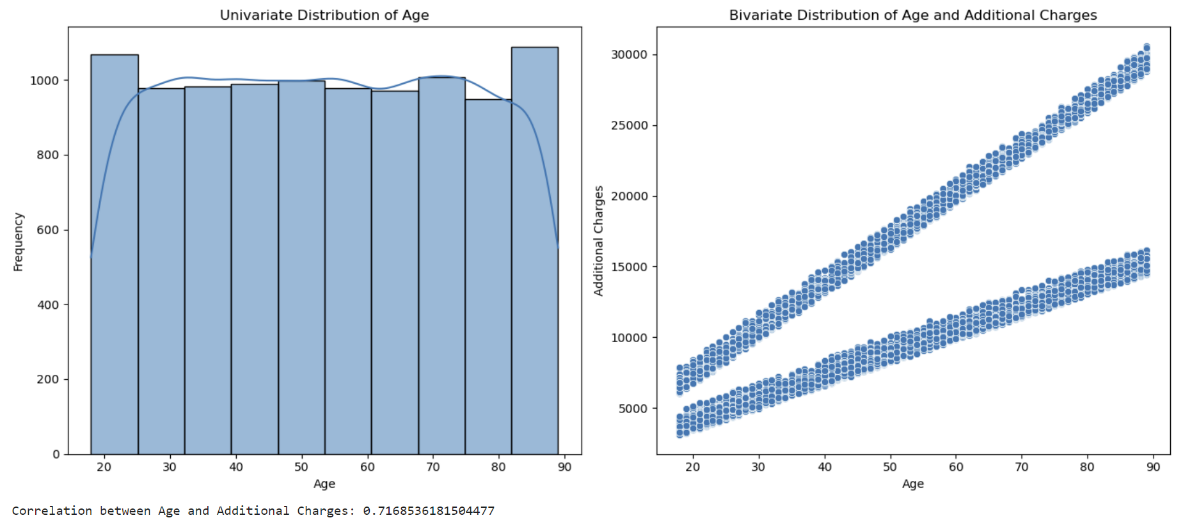 Univariate Distribution of Age
Frequency
0
200
400
600
800
1000
20 30 40 50 60 70 80 90
Age
Bivariate Distribution of Age and Additional Charges
Additional Charges
30000
25000
20000
15000
10000
5000
20 30 40 50 60 70 80 90
Age
Correlation between Age and Additional Charges: 0.7168536181504477